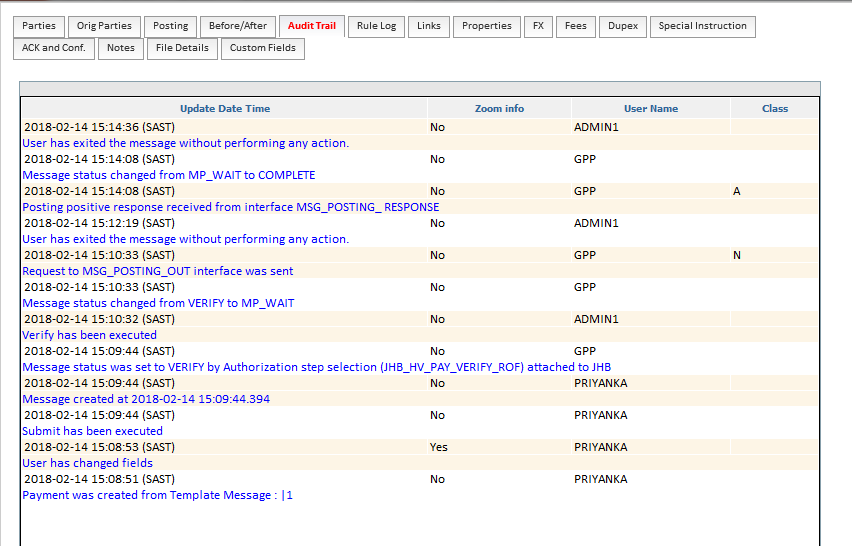 Parties Orig Parties Posting Before/After Audit Trail Rule Log Links Properties FX Fees Dupex Special Instruction
ACK and Conf. Notes File Details Custom Fields
Update Date Time Zoom info User Name Class
2018-02-14 15:14:36 (SAST) No ADMIN1
User has exited the message without performing any action.
2018-02-14 15:14:08 (SAST) No GPP
Message status changed from MP_WAIT to COMPLETE
2018-02-14 15:14:08 (SAST) No GPP A
Posting positive response received from interface MSG_POSTING_ RESPONSE
2018-02-14 15:12:19 (SAST) No ADMIN1
User has exited the message without performing any action.
2018-02-14 15:10:33 (SAST) No GPP N
Request to MSG_POSTING_OUT interface was sent
2018-02-14 15:10:33 (SAST) No GPP
Message status changed from VERIFY to MP_WAIT
2018-02-14 15:10:32 (SAST) No ADMIN1
Verify has been executed
2018-02-14 15:09:44 (SAST) No GPP
Message status was set to VERIFY by Authorization step selection (JHB_HV_PAY_VERIFY_ROF) attached to JHB
2018-02-14 15:09:44 (SAST) No PRIYANKA
Message created at 2018-02-14 15:09:44.394
2018-02-14 15:09:44 (SAST) No PRIYANKA
Submit has been executed
2018-02-14 15:08:53 (SAST) Yes PRIYANKA
User has changed fields
2018-02-14 15:08:51 (SAST) No PRIYANKA
Payment was created from Template Message : |1